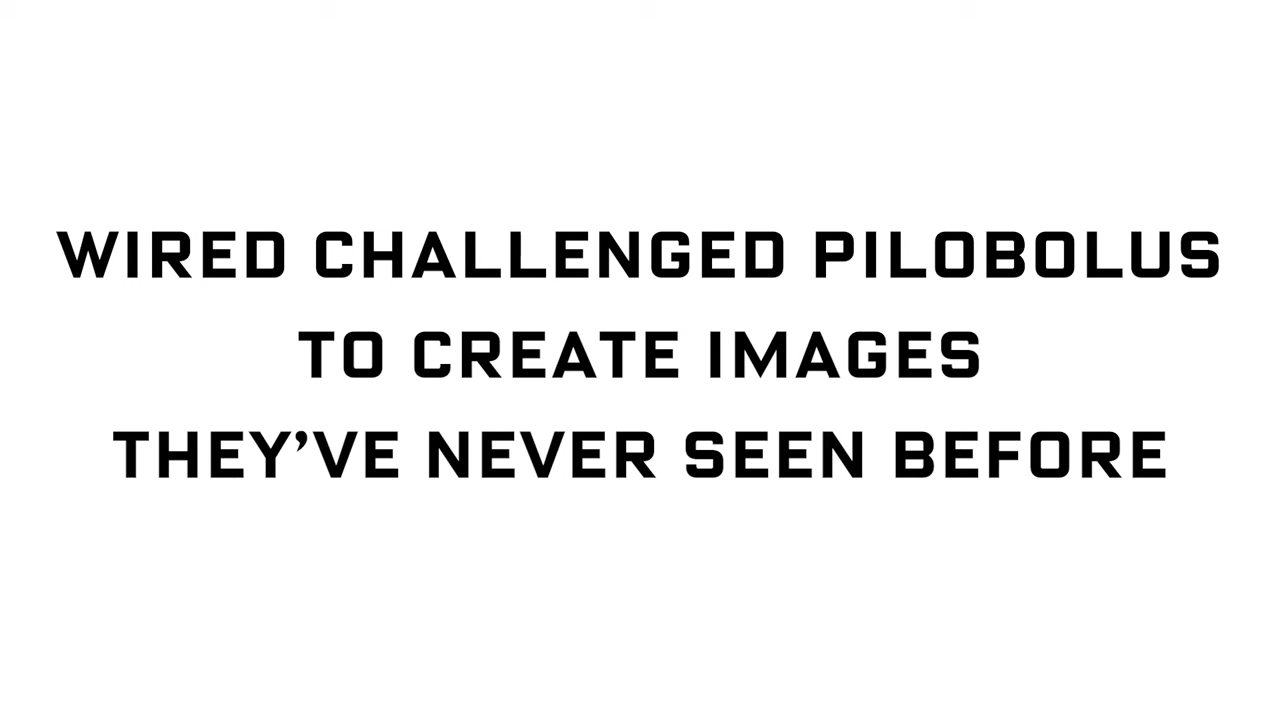 WIRED CHALLENGED PILOBOLUS
TO CREATE IMAGES
THEY’VE NEVER SEEN BEFORE